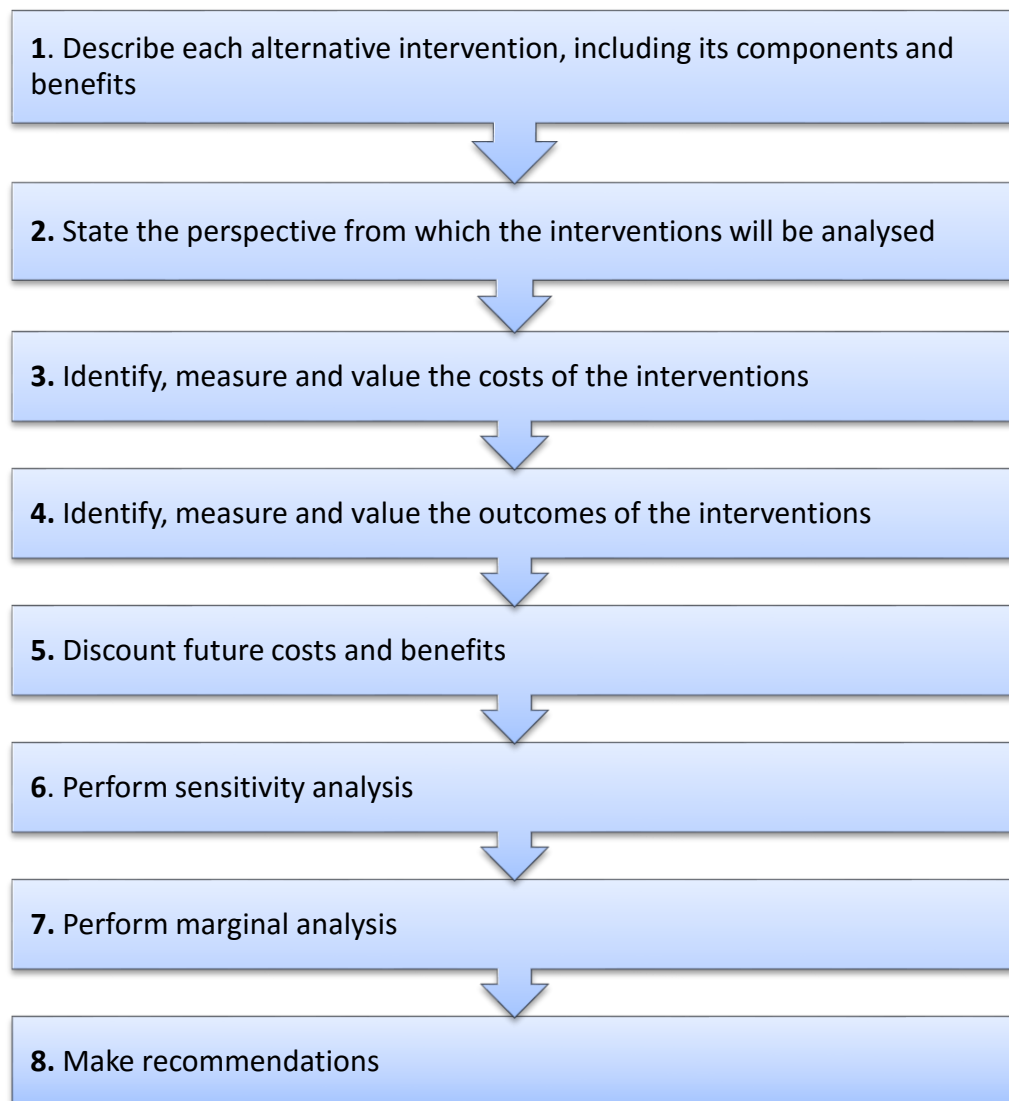 1. Describe each alternative intervention, including its components and
benefits
2. State the perspective from which the interventions will be analysed
3. Identify, measure and value the costs of the interventions
4. Identify, measure and value the outcomes of the interventions
5. Discount future costs and benefits
6. Perform sensitivity analysis
7. Perform marginal analysis
8. Make recommendations